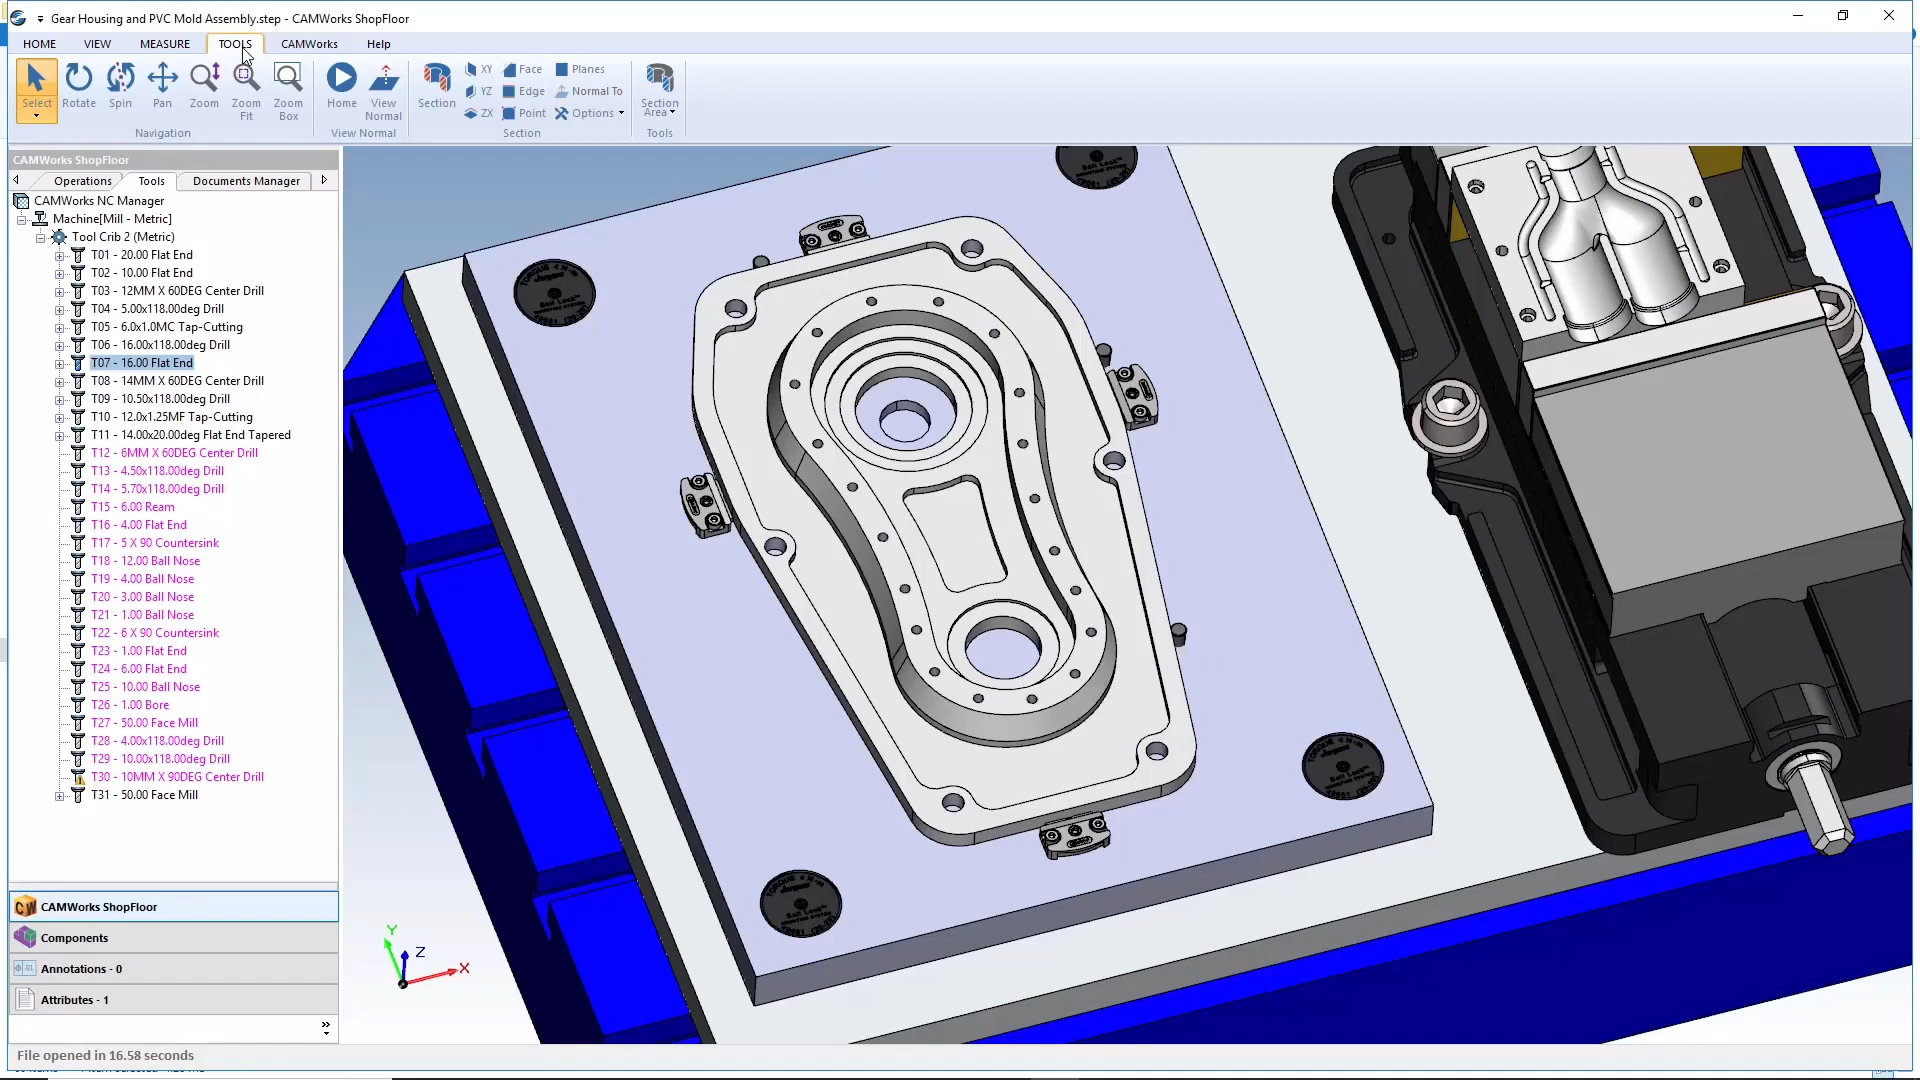 Gear Housing and PVC Mold Assembly.step - CAMWorks ShopFloor
HOME VIEW MEASURE TOOLS CAMWorks Help
Select Rotate Spin Pan Zoom Zoom Fit Zoom Box
Navigation
Home View Normal
View Normal
Section
XY Face Planes
YZ Edge Normal To
ZX Point Options
Section
Section Area
Tools
CAMWorks ShopFloor
Operations Tools Documents Manager
CAMWorks NC Manager
Machine[Mill - Metric]
Tool Crib 2 (Metric)
T01 - 20.00 Flat End
T02 - 10.00 Flat End
T03 - 12MM X 60DEG Center Drill
T04 - 5.00x118.00deg Drill
T05 - 6.0x1.0MC Tap-Cutting
T06 - 16.00x118.00deg Drill
T07 - 16.00 Flat End
T08 - 14MM X 60DEG Center Drill
T09 - 10.50x118.00deg Drill
T10 - 12.0x1.25MF Tap-Cutting
T11 - 14.00x20.00deg Flat End Tapered
T12 - 6MM X 60DEG Center Drill
T13 - 4.50x118.00deg Drill
T14 - 5.70x118.00deg Drill
T15 - 6.00 Ream
T16 - 4.00 Flat End
T17 - 5 X 90 Countersink
T18 - 12.00 Ball Nose
T19 - 4.00 Ball Nose
T20 - 3.00 Ball Nose
T21 - 1.00 Ball Nose
T22 - 6 X 90 Countersink
T23 - 1.00 Flat End
T24 - 6.00 Flat End
T25 - 10.00 Ball Nose
T26 - 1.00 Bore
T27 - 50.00 Face Mill
T28 - 4.00x118.00deg Drill
T29 - 10.00x118.00deg Drill
T30 - 10MM X 90DEG Center Drill
T31 - 50.00 Face Mill
CAMWorks ShopFloor
Components
Annotations - 0
Attributes - 1
Y
Z
X
File opened in 16.58 seconds